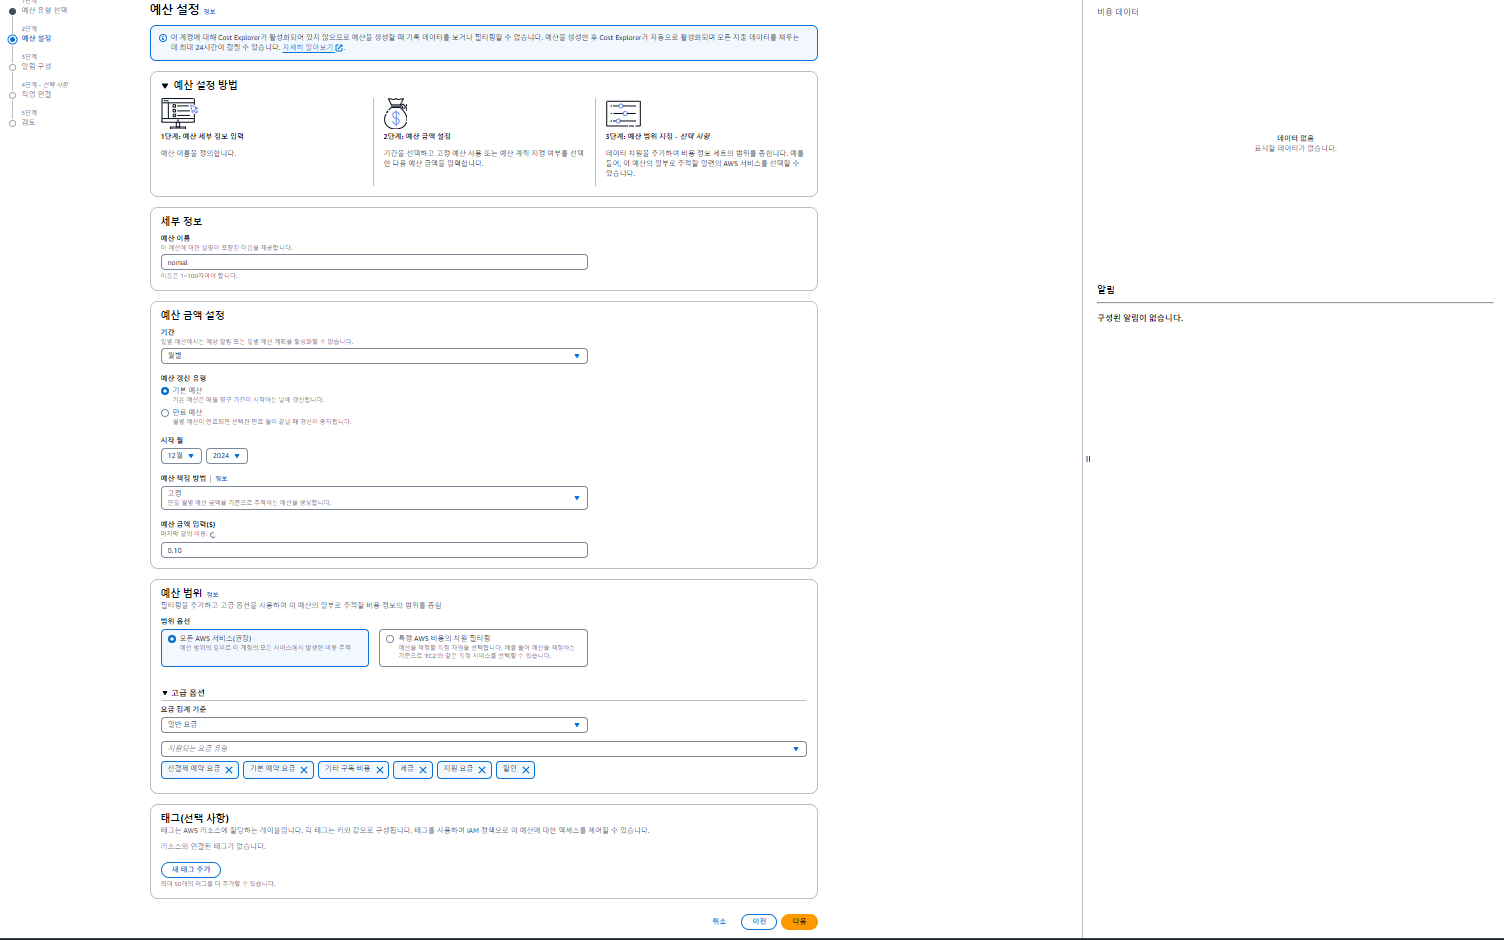 1단계
예산 유형 선택
2단계
예산 설정
3단계
알림 구성
4단계 - 선택 사항
작업 연결
5단계
검토
예산 설정 정보
이 계정에 대해 Cost Explorer가 활성화되어 있지 않으므로 예산을 생성할 때 기록 데이터를 보거나 필터링할 수 없습니다. 예산을 생성한 후 Cost Explorer가 자동으로 활성화되며 모든 지출 데이터를 채우는
데 최대 24시간이 걸릴 수 있습니다. 자세히 알아보기
예산 설정 방법
1단계: 예산 세부 정보 입력
예산 이름을 정의합니다.
2단계: 예산 금액 설정
기간을 선택하고 고정 예산 사용 또는 예산 계획 지정 여부를 선택
한 다음 예산 금액을 입력합니다.
3단계: 예산 범위 지정 - 선택 사항
데이터 차원을 추가하여 비용 정보 세트의 범위를 좁힙니다. 예를
들어, 이 예산의 일부로 추적할 일련의 AWS 서비스를 선택할 수
있습니다.
세부 정보
예산 이름
이 예산에 대한 설명이 포함된 이름을 제공합니다.
nomal
이름은 1~100자여야 합니다.
예산 금액 설정
기간
일별 예산에서는 예상 알림 또는 일별 예산 계획을 활성화할 수 없습니다.
월별
예산 갱신 유형
기본 예산
기본 예산은 매월 청구 기간이 시작하는 날에 갱신됩니다.
만료 예산
월별 예산이 만료되면 선택한 만료 월이 끝날 때 갱신이 중지됩니다.
시작 월
12월
2024
예산 책정 방법 | 정보
고정
단일 월별 예산 금액을 기준으로 추적하는 예산을 생성합니다.
예산 금액 입력($)
마지막 달의 비용:
0.10
예산 범위 정보
필터링을 추가하고 고급 옵션을 사용하여 이 예산의 일부로 추적할 비용 정보의 범위를 좁힘
범위 옵션
모든 AWS 서비스(권장)
예산 범위의 일부로 이 계정의 모든 서비스에서 발생한 비용 추적
특정 AWS 비용의 차원 필터링
예산을 책정할 특정 차원을 선택합니다. 예를 들어 예산을 책정하는
기준으로 'EC2'와 같은 특정 서비스를 선택할 수 있습니다.
고급 옵션
요금 집계 기준
일반 요금
지원되는 요금 유형
선결제 예약 요금
기본 예약 요금
기타 구독 비용
세금
지원 요금
할인
태그(선택 사항)
태그는 AWS 리소스에 할당하는 레이블입니다. 각 태그는 키와 값으로 구성됩니다. 태그를 사용하여 IAM 정책으로 이 예산에 대한 액세스를 제어할 수 있습니다.
리소스와 연결된 태그가 없습니다.
새 태그 추가
최대 50개의 태그를 더 추가할 수 있습니다.
취소
이전
다음
비용 데이터
데이터 없음
표시할 데이터가 없습니다.
알림
구성된 알림이 없습니다.